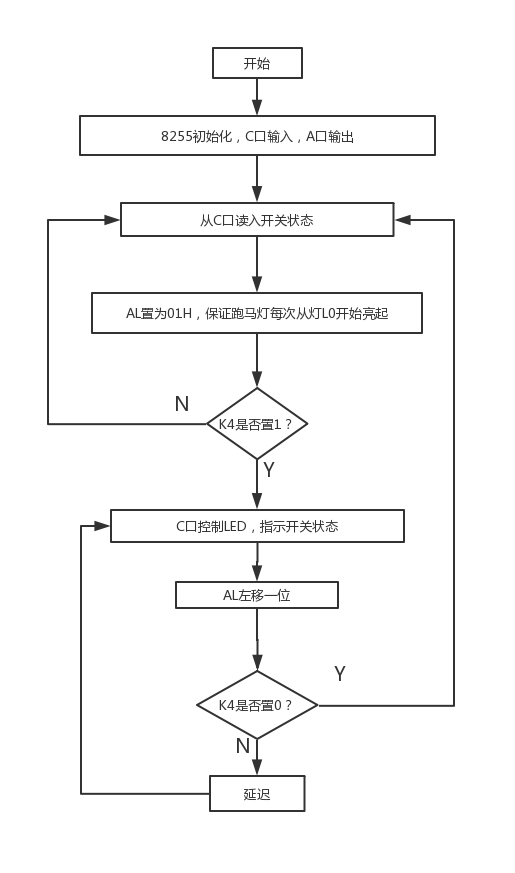 开始
8255初始化，C口输入，A口输出
从C口读入开关状态
AL置为01H，保证跑马灯每次从灯L0开始亮起
N
K4是否置1？
Y
C口控制LED，指示开关状态
AL左移一位
Y
K4是否置0？
N
延迟